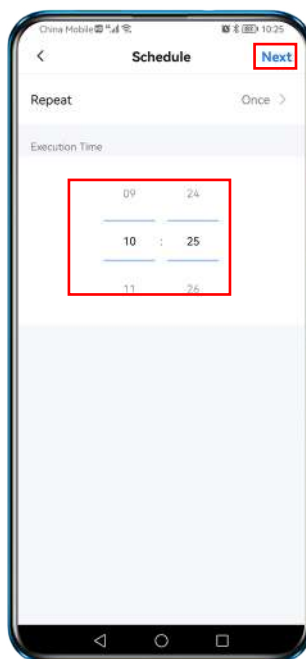 China Mobile 10:25
Schedule Next
Repeat Once
Execution Time
09 24
10 : 25
11 26